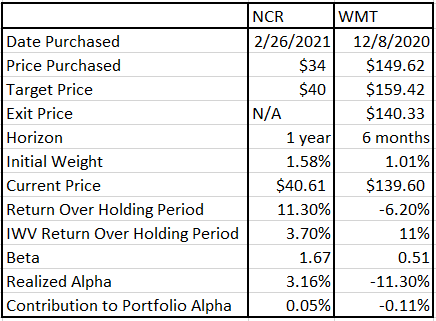 NCR WMT
Date Purchased 2/26/2021 12/8/2020
Price Purchased $34 $149.62
Target Price $40 $159.42
Exit Price N/A $140.33
Horizon 1 year 6 months
Initial Weight 1.58% 1.01%
Current Price $40.61 $139.60
Return Over Holding Period 11.30% -6.20%
IWV Return Over Holding Period 3.70% 11%
Beta 1.67 0.51
Realized Alpha 3.16% -11.30%
Contribution to Portfolio Alpha 0.05% -0.11%